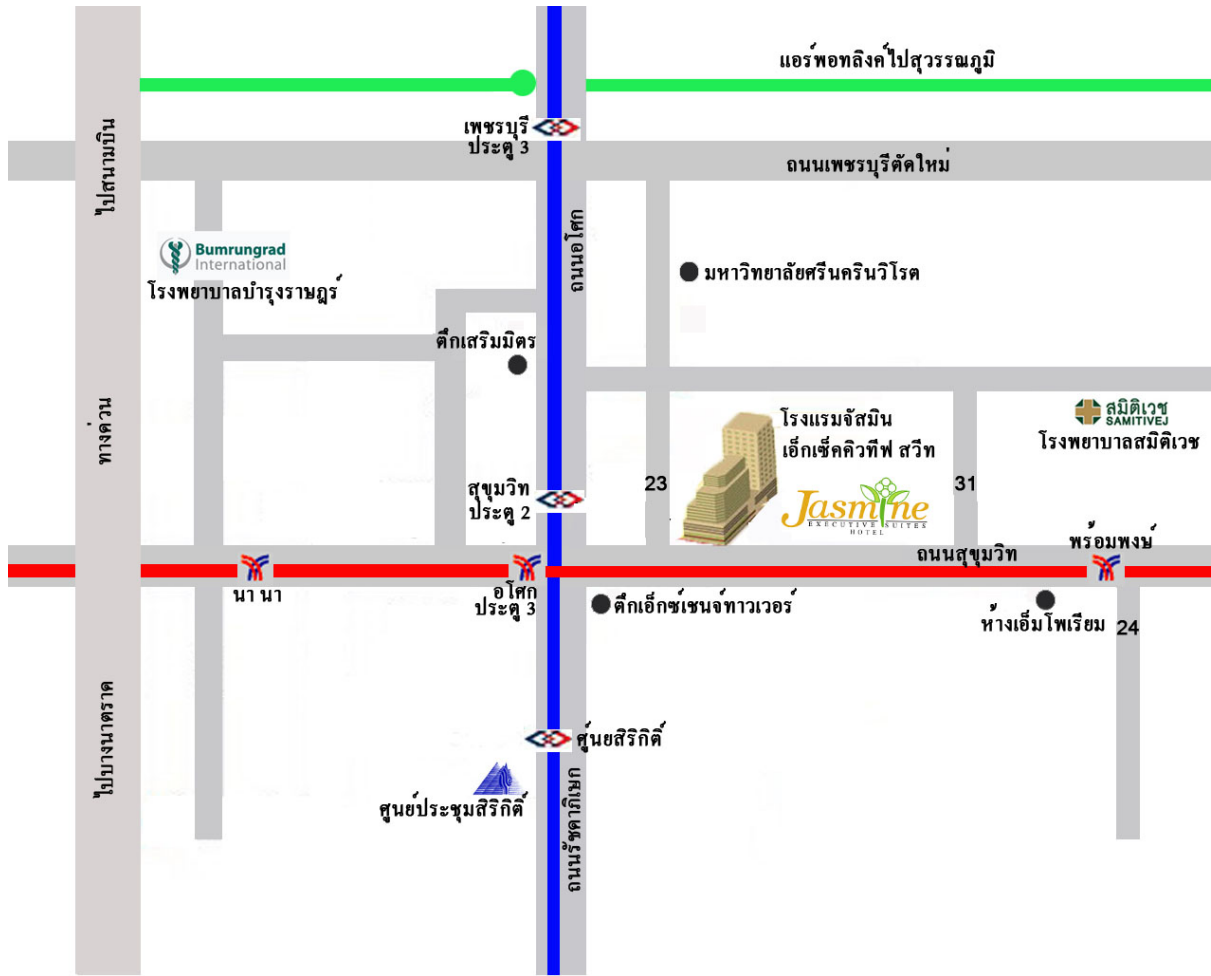 แอร์พอทลิงค์ไปสุวรรณภูมิ
เพชรบุรี
ประตู 3
ไปสนามบิน
ถนนเพชรบุรีตัดใหม่
ถนนอโศก
Bumrungrad
International
โรงพยาบาลบำรุงราษฎร์
มหาวิทยาลัยศรีนครินวิโรต
ตึกเสริมมิตร
ทางด่วน
โรงแรมจัสมิน
เอ็กเซ็คคิวทีฟ สวีท
สมิติเวช
SAMITIVEJ
โรงพยาบาลสมิติเวช
23
31
สุขุมวิท
ประตู 2
Jasmine
EXECUTIVE SUITES
HOTEL
พร้อมพงษ์
ถนนสุขุมวิท
นา นา
อโศก
ประตู 3
ตึกเอ็กซ์เชนจ์ทาวเวอร์
ห้างเอ็มโพเรียม
24
ไปบางนาตราด
ศูนยสิริกิติ์
ศูนย์ประชุมสิริกิติ์
ถนนรัชดาภิเษก